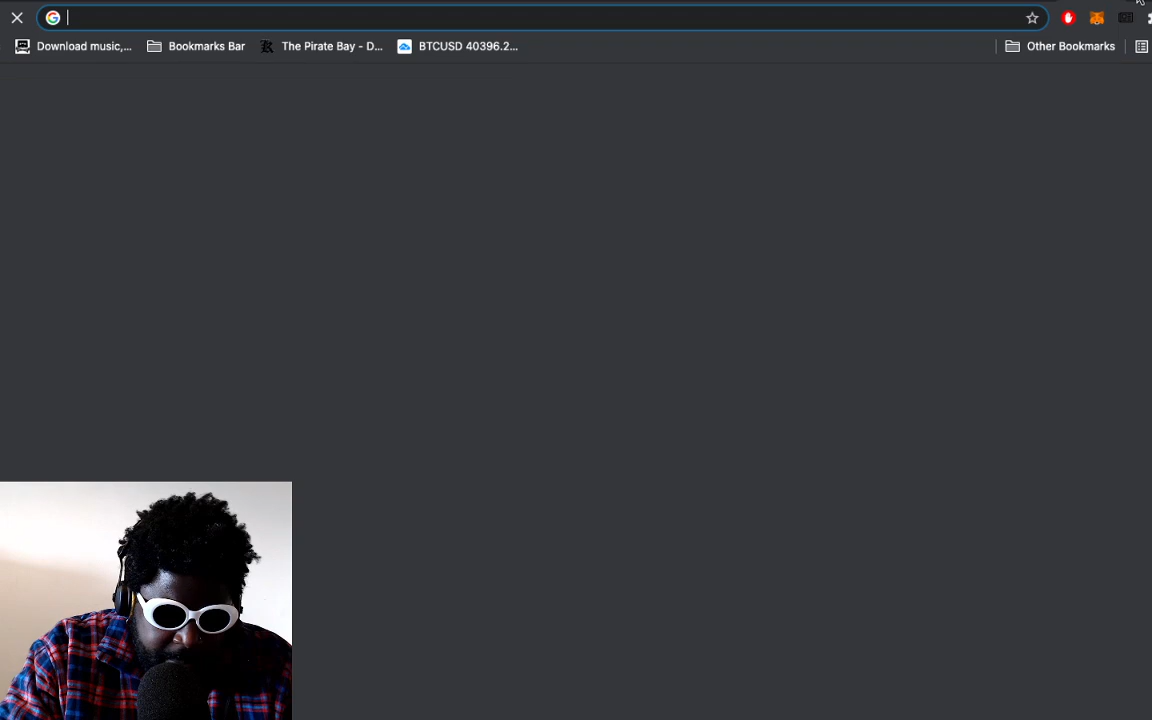 Download music,...
Bookmarks Bar
The Pirate Bay - D...
BTCUSD 40396.2...
Other Bookmarks